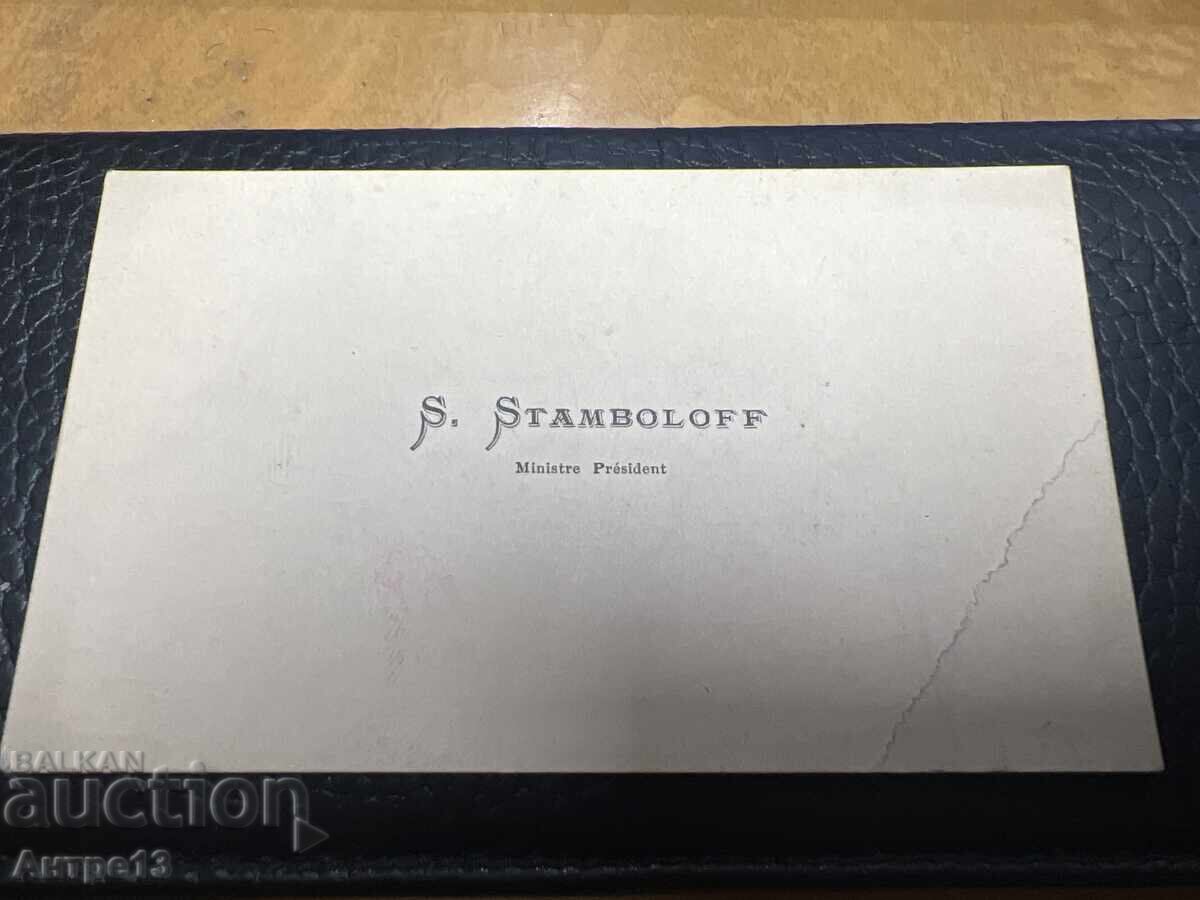 S. STAMBOLOFF
Ministre Président
BALKAN
auction
Антре13